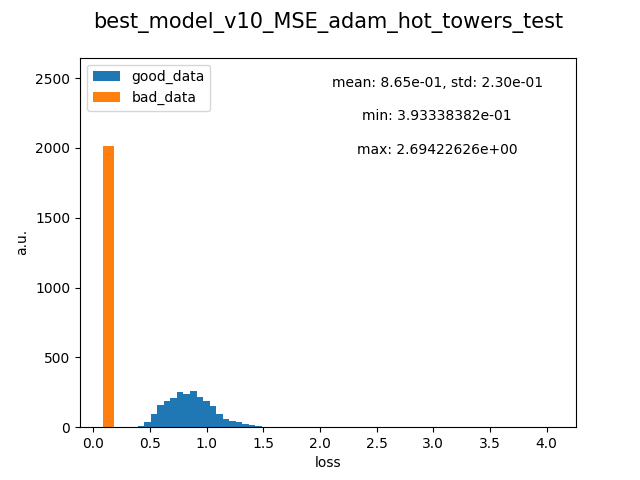 best_model_v10_MSE_adam_hot_towers_test
good_data
bad_data
mean: 8.65e-01, std: 2.30e-01
min: 3.93338382e-01
max: 2.69422626e+00
2500
2000
1500
1000
500
0
a.u.
0.0 0.5 1.0 1.5 2.0 2.5 3.0 3.5 4.0
loss